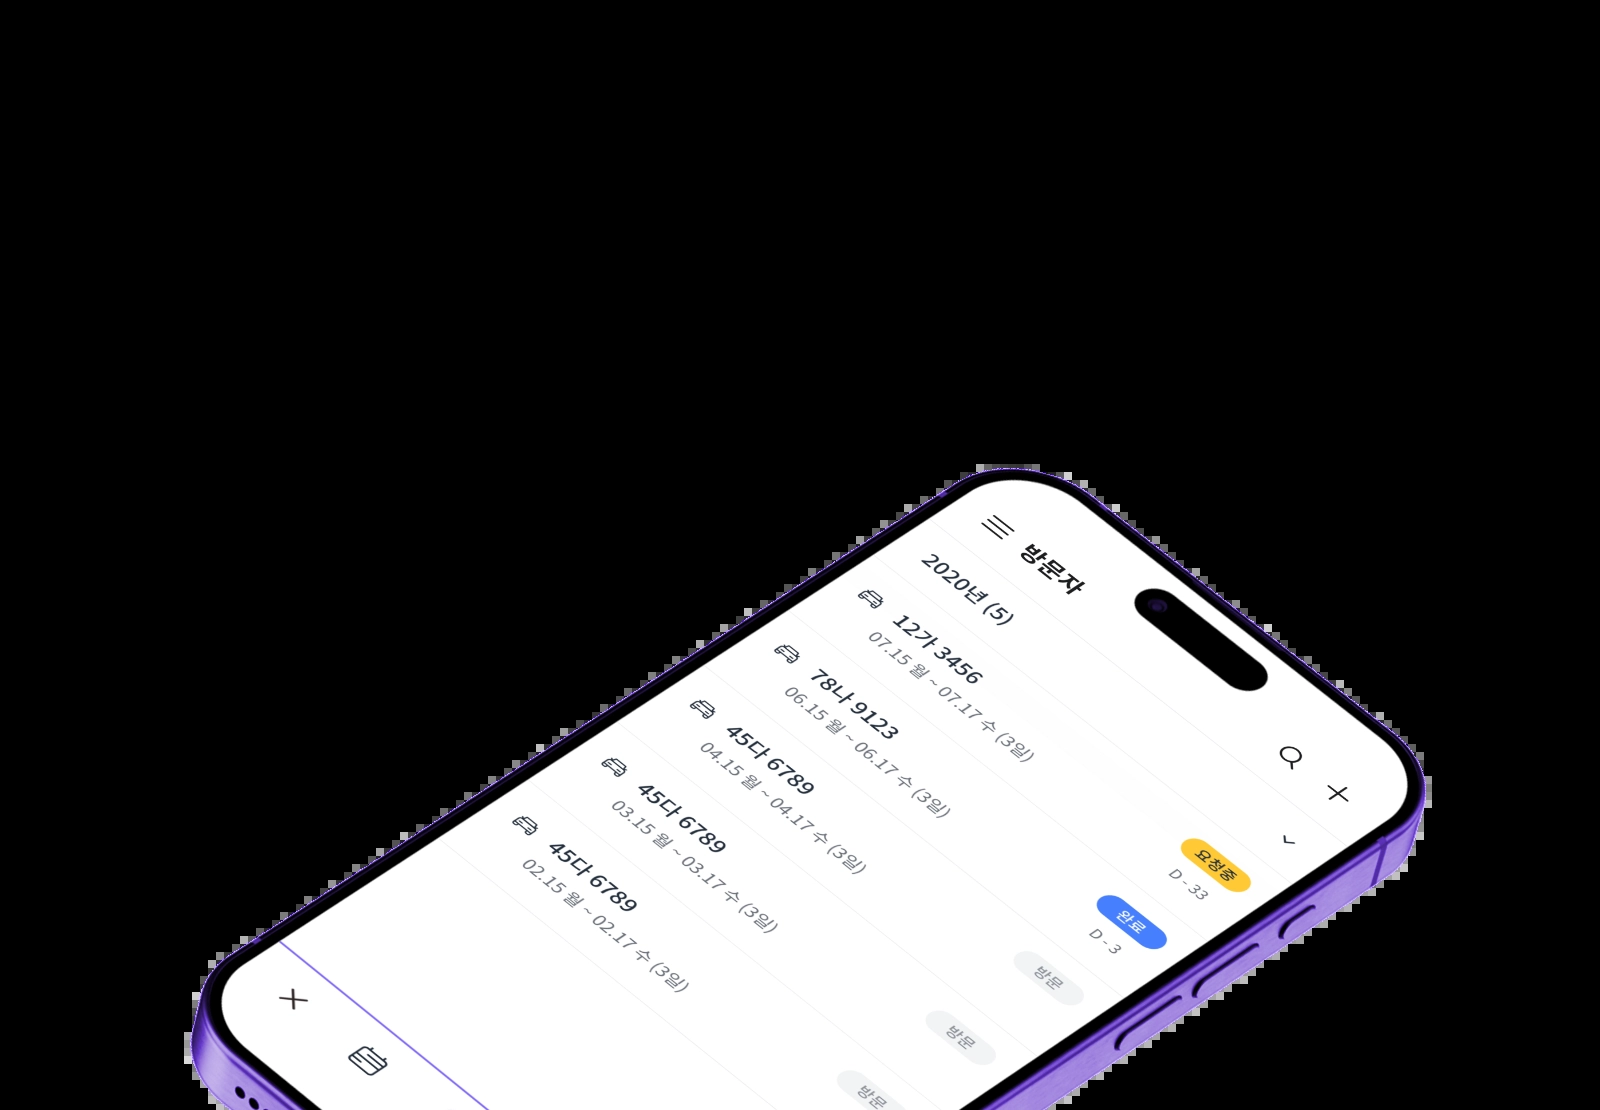 방문자
2020년 (5)
12가 3456
07.15 월 ~ 07.17 수 (3일)
요청중
D - 33
78나 9123
06.15 월 ~ 06.17 수 (3일)
완료
D - 3
45다 6789
04.15 월 ~ 04.17 수 (3일)
방문
45다 6789
03.15 월 ~ 03.17 수 (3일)
방문
45다 6789
02.15 월 ~ 02.17 수 (3일)
방문